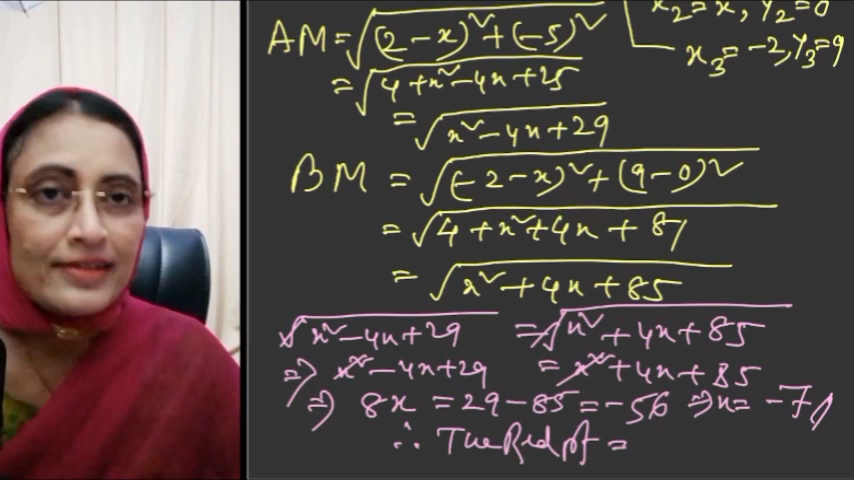 x₂ = x, y₂ = 0
AM = √((2 - x)² + (-5)²)
x₃ = -2, y₃ = 9
= √(4 + x² - 4x + 25)
= √(x² - 4x + 29)
BM = √((-2 - x)² + (9 - 0)²)
= √(4 + x² + 4x + 81)
= √(x² + 4x + 85)
√(x² - 4x + 29) = √(x² + 4x + 85)
⇒ x² - 4x + 29 = x² + 4x + 85
⇒ 8x = 29 - 85 = -56 ⇒ x = -7
∴ The Req pt =